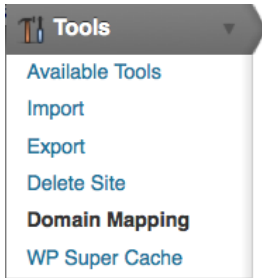 Tools
Available Tools
Import
Export
Delete Site
Domain Mapping
WP Super Cache